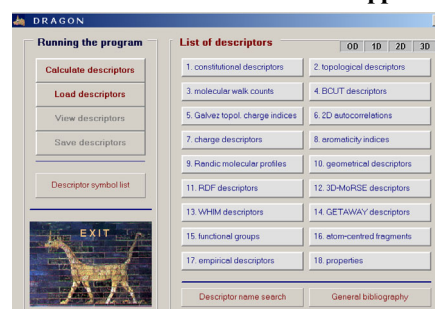 DRAGON
Running the program
Calculate descriptors
Load descriptors
View descriptors
Save descriptors
Descriptor symbol list
EXIT
List of descriptors
0D 1D 2D 3D
1. constitutional descriptors
2. topological descriptors
3. molecular walk counts
4. BCUT descriptors
5. Galvez topol. charge indices
6. 2D autocorrelations
7. charge descriptors
8. aromaticity indices
9. Randic molecular profiles
10. geometrical descriptors
11. RDF descriptors
12. 3D-MoRSE descriptors
13. WHIM descriptors
14. GETAWAY descriptors
15. functional groups
16. atom-centred fragments
17. empirical descriptors
18. properties
Descriptor name search
General bibliography